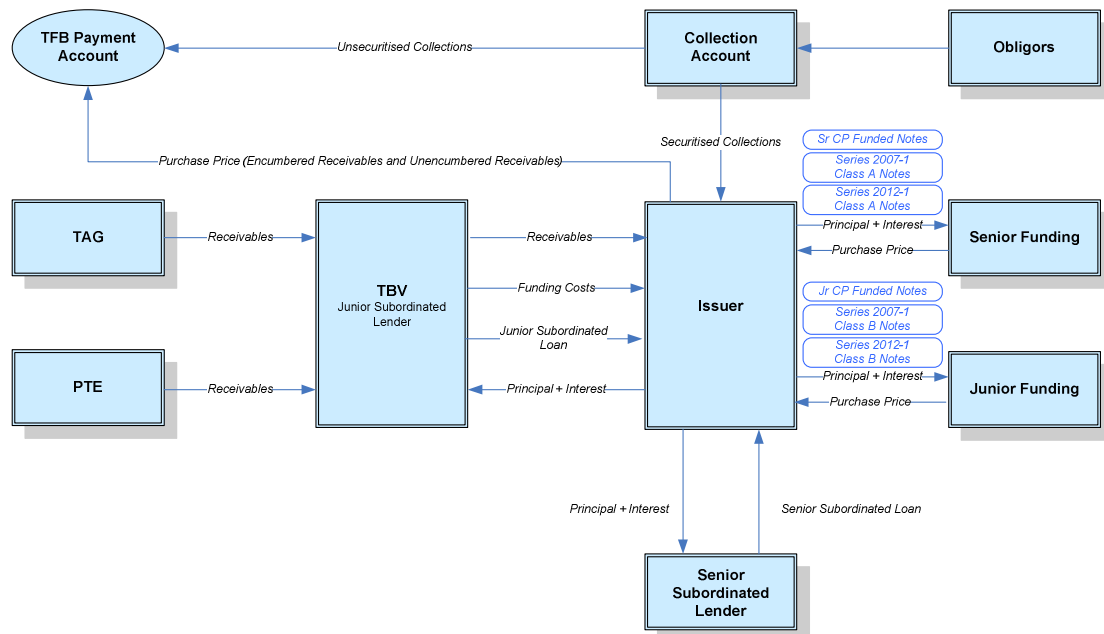 TFB Payment
Account
Unsecuritised Collections
Collection
Account
Obligors
Securitised Collections
Sr CP Funded Notes
Purchase Price (Encumbered Receivables and Unencumbered Receivables)
Series 2007-1
Class A Notes
Series 2012-1
Class A Notes
TAG
Receivables
TBV
Junior Subordinated
Lender
Receivables
Funding Costs
Junior Subordinated
Loan
Principal + Interest
Issuer
Principal + Interest
Purchase Price
Senior Funding
Jr CP Funded Notes
Series 2007-1
Class B Notes
Series 2012-1
Class B Notes
PTE
Receivables
Principal + Interest
Purchase Price
Junior Funding
Principal + Interest
Senior Subordinated Loan
Senior
Subordinated
Lender